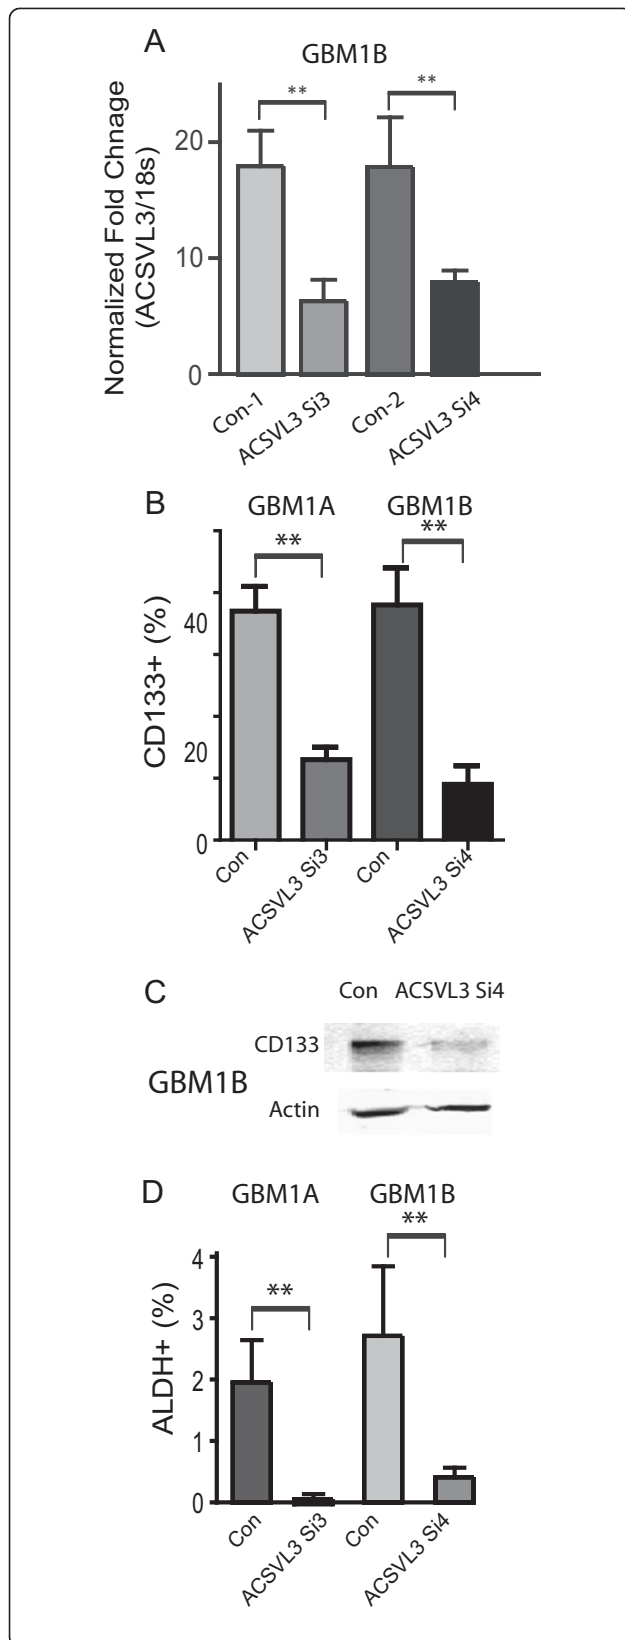 A
GBM1B
**
**
Normalized Fold Chnage
(ACSVL3/18s)
20
10
0
Con-1
ACSVL3 Si3
Con-2
ACSVL3 Si4
B
GBM1A
GBM1B
**
**
CD133+ (%)
40
20
0
Con
ACSVL3 Si3
Con
ACSVL3 Si4
C
Con ACSVL3 Si4
CD133
GBM1B
Actin
D
GBM1A
GBM1B
**
**
ALDH+ (%)
4
3
2
1
0
Con
ACSVL3 Si3
Con
ACSVL3 Si4